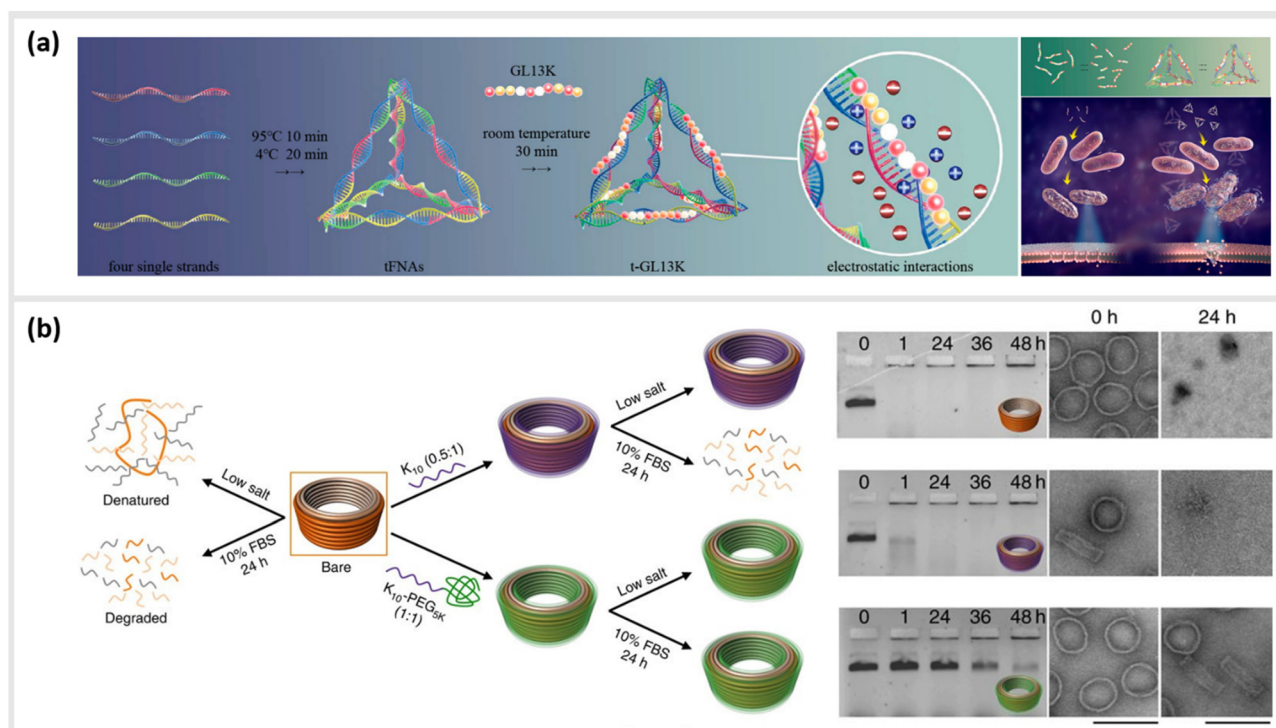 (a)
GL13K
95°C 10 min
4°C 20 min
→→
room temperature
30 min
→→
four single strands
tFNAs
t-GL13K
electrostatic interactions
(b)
Denatured
Low salt
10% FBS
24 h
Degraded
Bare
K₁₀ (0.5:1)
K₁₀-PEG₅ₖ
(1:1)
Low salt
10% FBS
24 h
Low salt
10% FBS
24 h
0 h 24 h
0 1 24 36 48 h
0 1 24 36 48 h
0 1 24 36 48 h